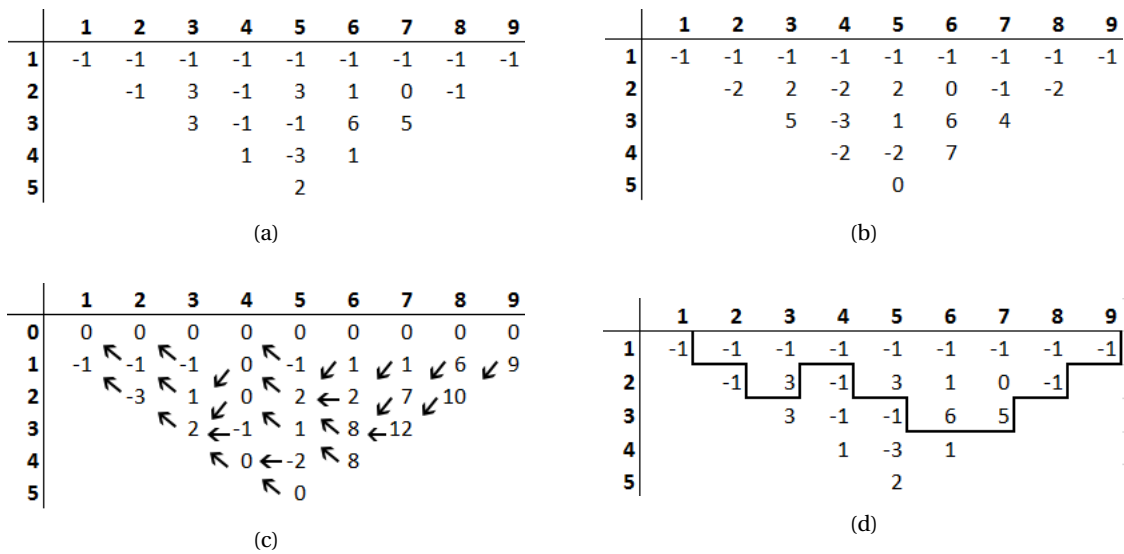 1 2 3 4 5 6 7 8 9
1 -1 -1 -1 -1 -1 -1 -1 -1 -1
2 -1 3 -1 3 1 0 -1
3 3 -1 -1 6 5
4 1 -3 1
5 2
(a)
1 2 3 4 5 6 7 8 9
1 -1 -1 -1 -1 -1 -1 -1 -1 -1
2 -2 2 -2 2 0 -1 -2
3 5 -3 1 6 4
4 -2 -2 7
5 0
(b)
1 2 3 4 5 6 7 8 9
0 0 0 0 0 0 0 0 0 0
1 -1 -1 -1 0 -1 1 1 6 9
2 -3 1 0 2 2 7 10
3 2 -1 1 8 12
4 0 -2 8
5 0
(c)
1 2 3 4 5 6 7 8 9
1 -1 -1 -1 -1 -1 -1 -1 -1 -1
2 -1 3 -1 3 1 0 -1
3 3 -1 -1 6 5
4 1 -3 1
5 2
(d)